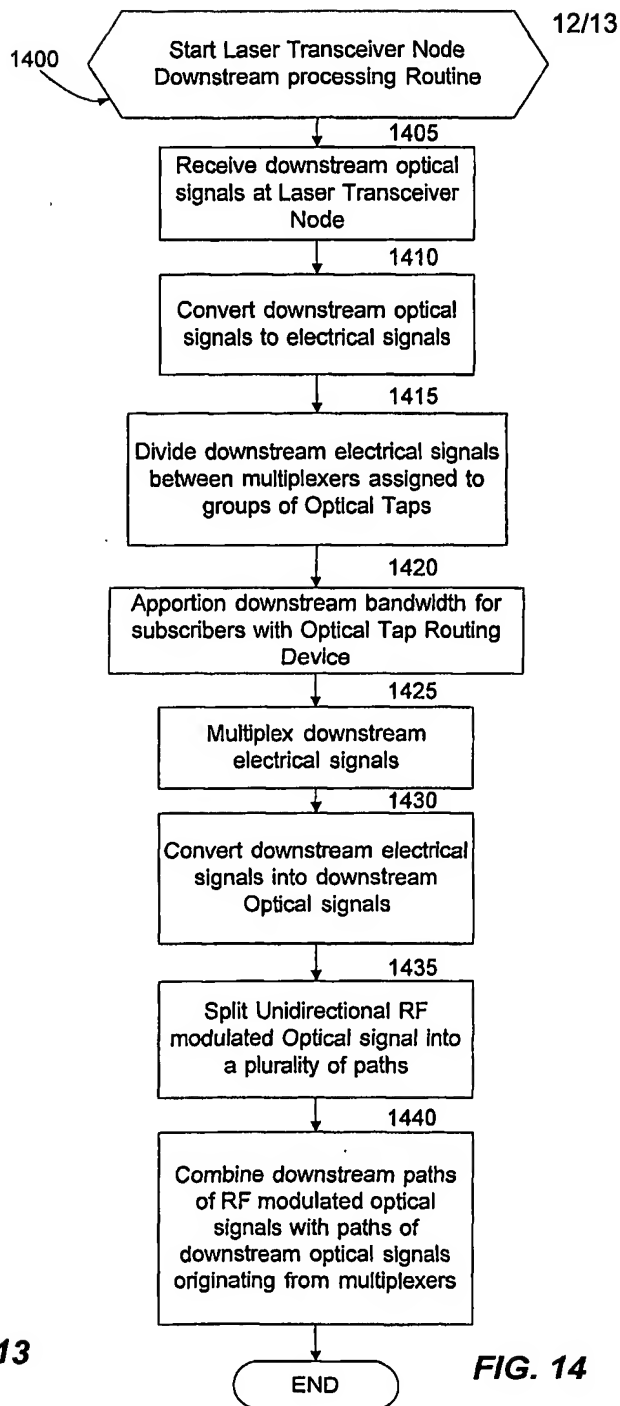 12/13
1400
Start Laser Transceiver Node
Downstream processing Routine
1405
Receive downstream optical
signals at Laser Transceiver
Node
1410
Convert downstream optical
signals to electrical signals
1415
Divide downstream electrical signals
between multiplexers assigned to
groups of Optical Taps
1420
Apportion downstream bandwidth for
subscribers with Optical Tap Routing
Device
1425
Multiplex downstream
electrical signals
1430
Convert downstream electrical
signals into downstream
Optical signals
1435
Split Unidirectional RF
modulated Optical signal into
a plurality of paths
1440
Combine downstream paths
of RF modulated optical
signals with paths of
downstream optical signals
originating from multiplexers
13
END
FIG. 14